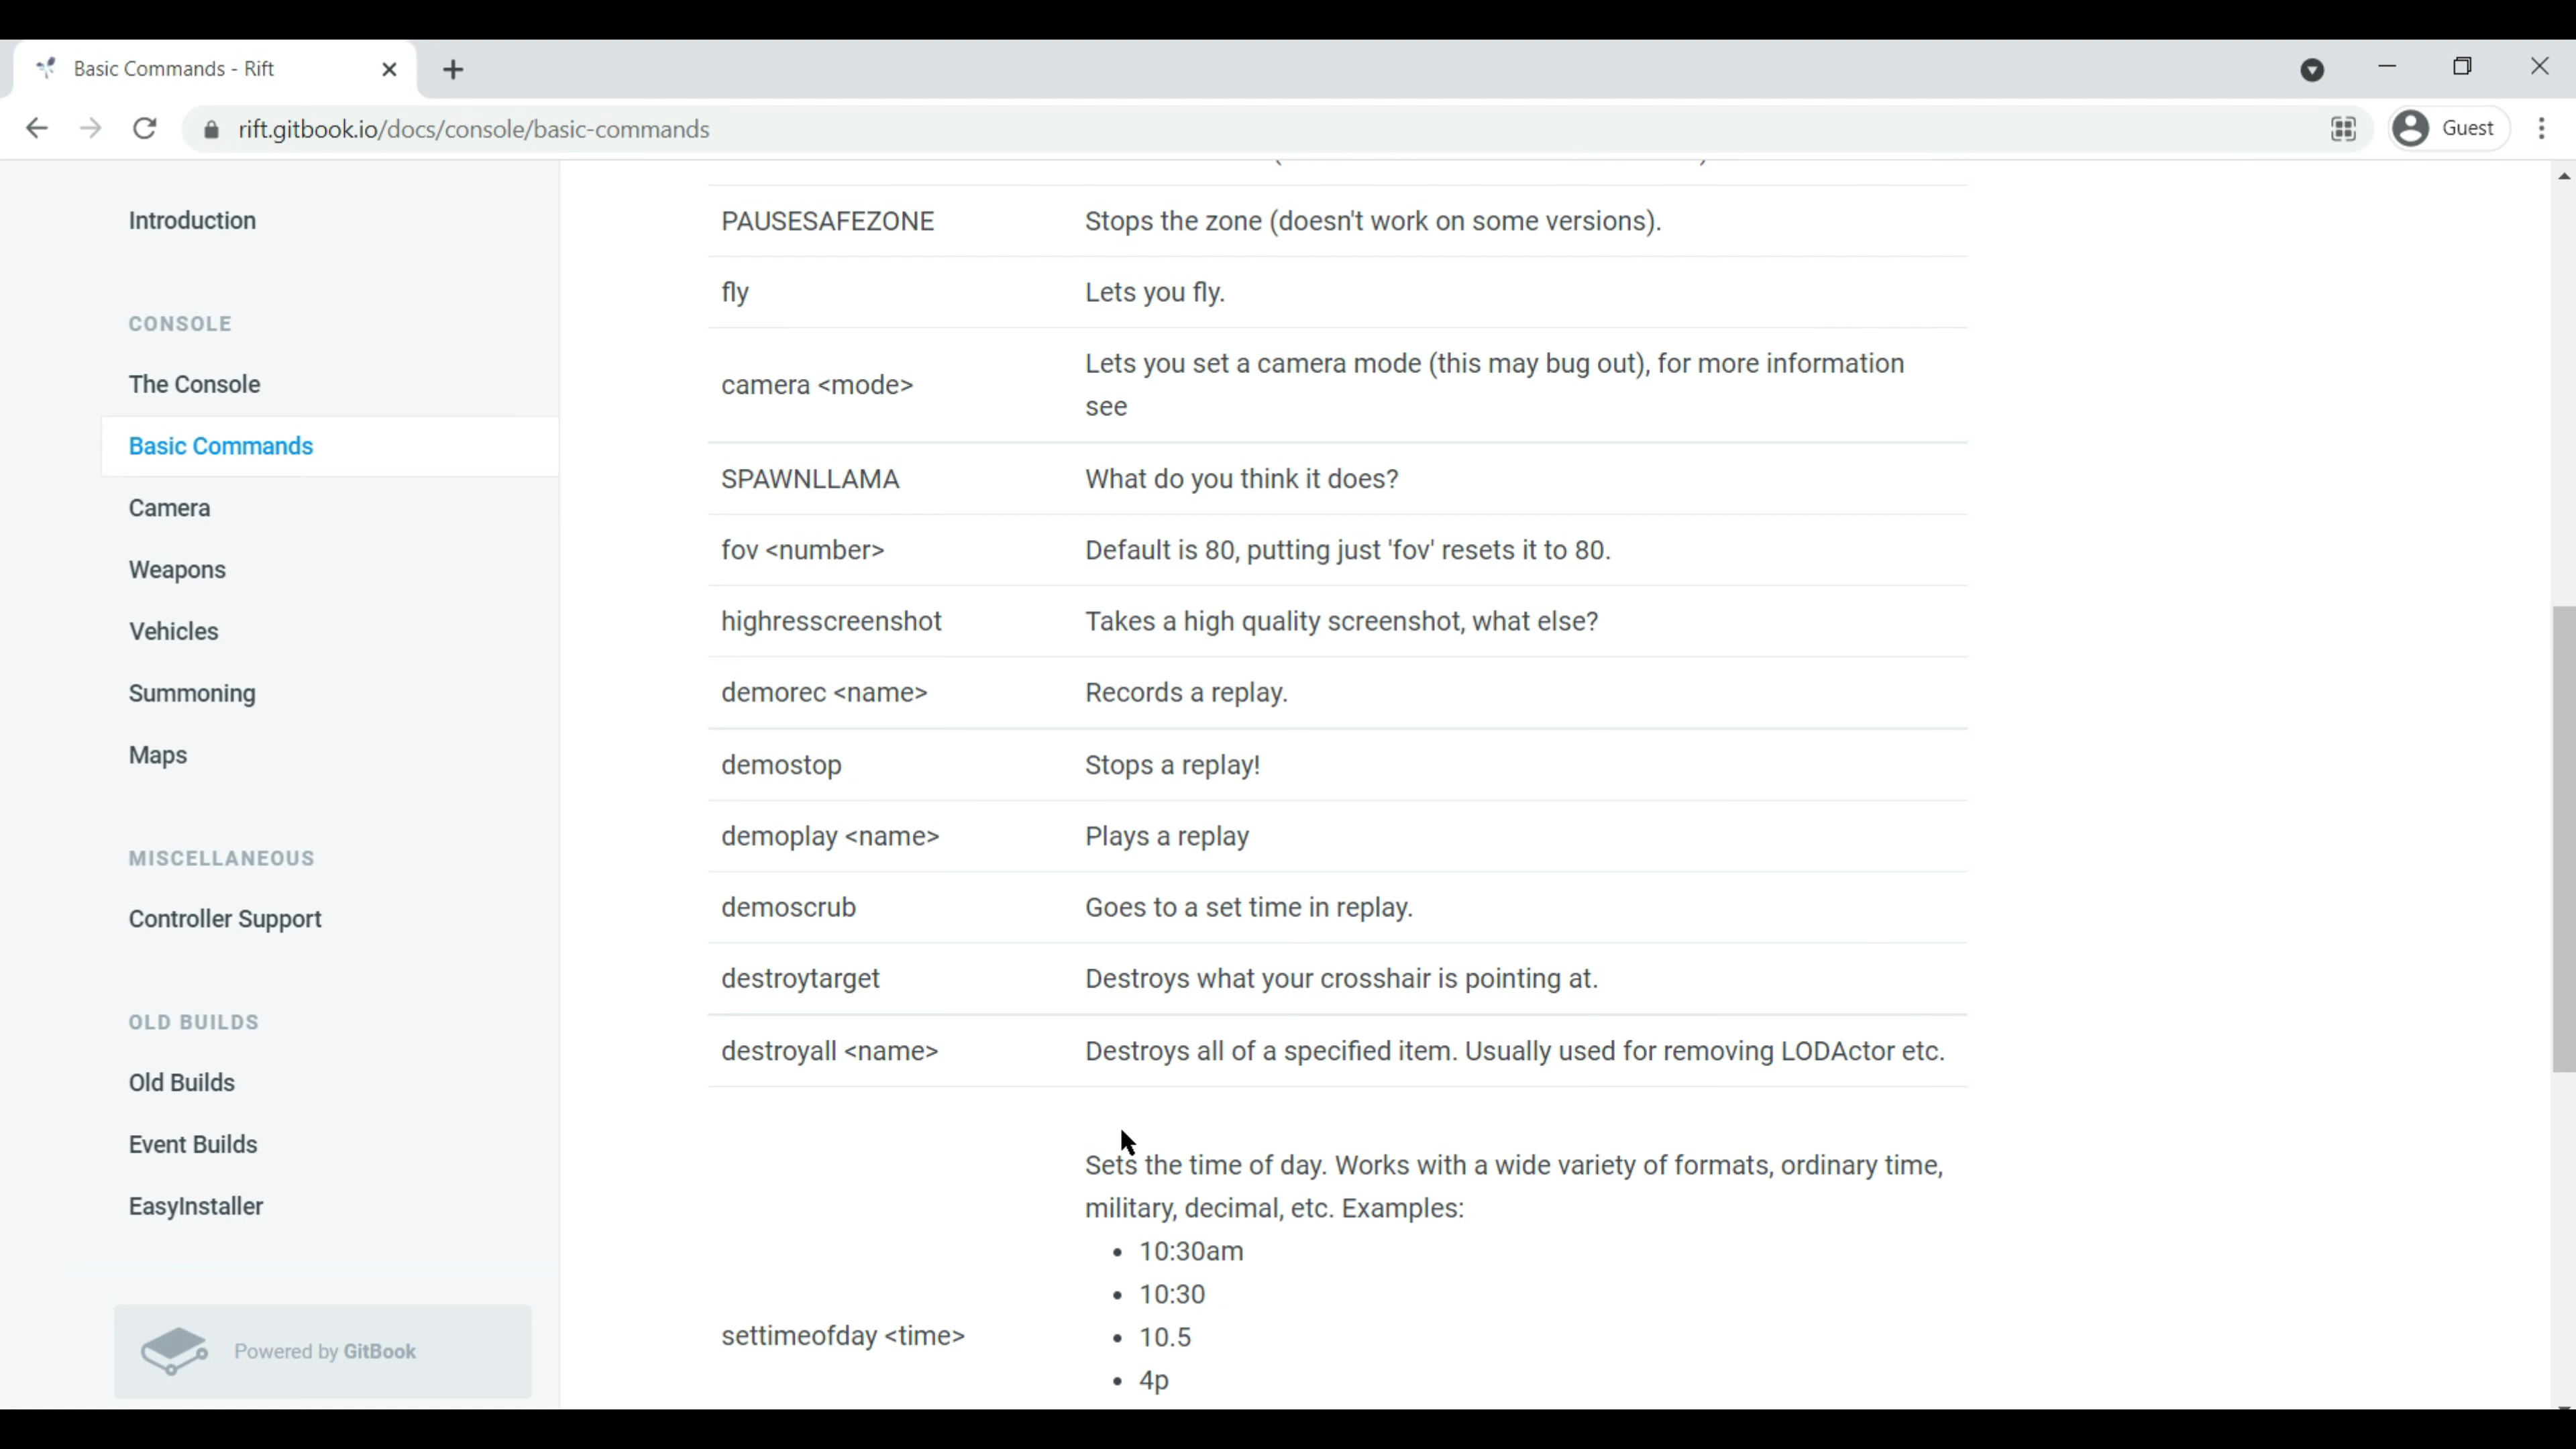 Basic Commands - Rift
rift.gitbook.io/docs/console/basic-commands
Guest
Introduction
CONSOLE
The Console
Basic Commands
Camera
Weapons
Vehicles
Summoning
Maps
MISCELLANEOUS
Controller Support
OLD BUILDS
Old Builds
Event Builds
EasyInstaller
Powered by GitBook
PAUSESAFEZONE Stops the zone (doesn't work on some versions).
fly Lets you fly.
camera <mode> Lets you set a camera mode (this may bug out), for more information
see
SPAWNLLAMA What do you think it does?
fov <number> Default is 80, putting just 'fov' resets it to 80.
highresscreenshot Takes a high quality screenshot, what else?
demorec <name> Records a replay.
demostop Stops a replay!
demoplay <name> Plays a replay
demoscrub Goes to a set time in replay.
destroytarget Destroys what your crosshair is pointing at.
destroyall <name> Destroys all of a specified item. Usually used for removing LODActor etc.
Sets the time of day. Works with a wide variety of formats, ordinary time,
military, decimal, etc. Examples:
• 10:30am
• 10:30
settimeofday <time> • 10.5
• 4p